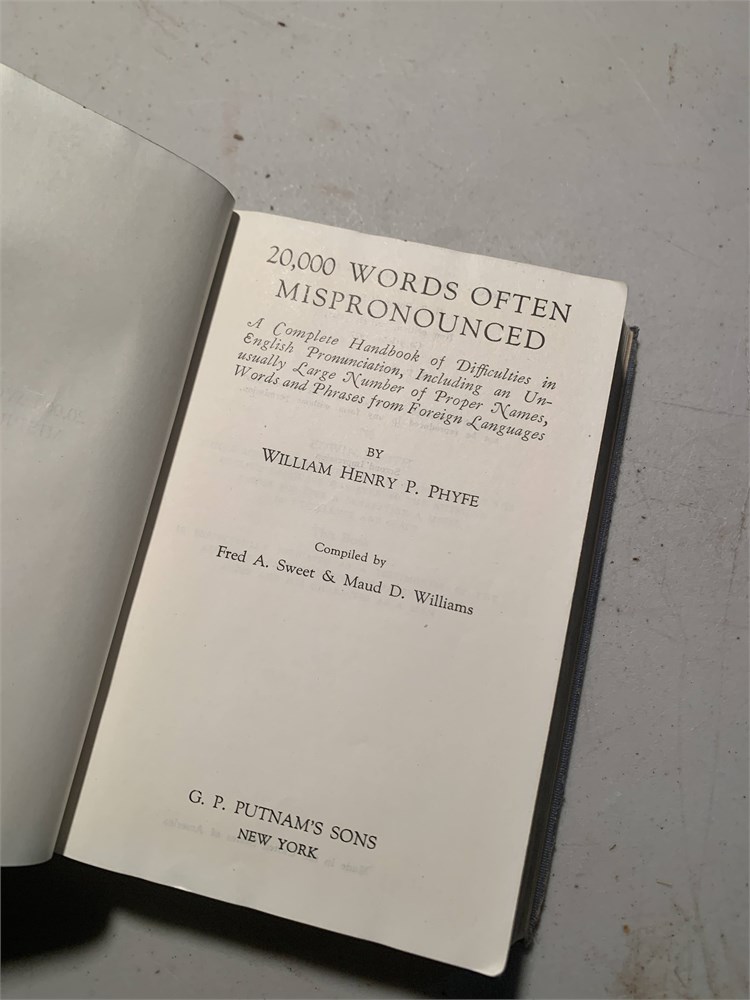 20,000 WORDS OFTEN
MISPRONOUNCED
A Complete Handbook of Difficulties in
English Pronunciation, Including an Un-
usually Large Number of Proper Names,
Words and Phrases from Foreign Languages
BY
WILLIAM HENRY P. PHYFE
Compiled by
Fred A. Sweet & Maud D. Williams
G. P. PUTNAM'S SONS
NEW YORK